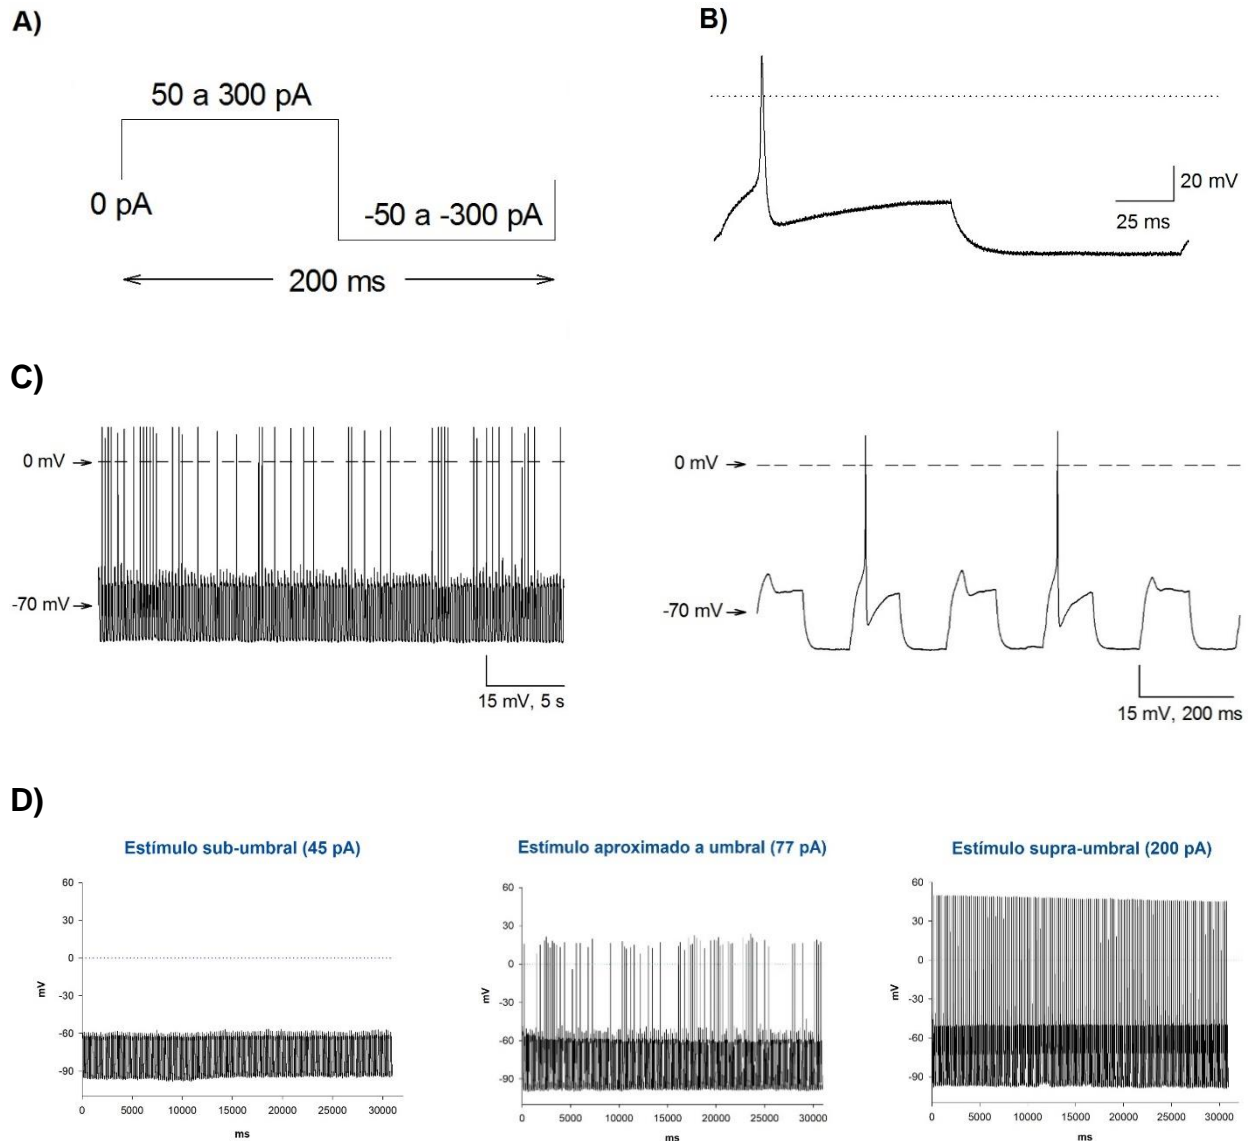 A)
50 a 300 pA
0 pA
-50 a -300 pA
200 ms
B)
20 mV
25 ms
C)
0 mV
-70 mV
15 mV, 5 s
0 mV
-70 mV
15 mV, 200 ms
D)
Estímulo sub-umbral (45 pA)
60
30
0
-30
-60
-90
mV
0 5000 10000 15000 20000 25000 30000
ms
Estímulo aproximado a umbral (77 pA)
60
30
0
-30
-60
-90
mV
0 5000 10000 15000 20000 25000 30000
ms
Estímulo supra-umbral (200 pA)
60
30
0
-30
-60
-90
mV
0 5000 10000 15000 20000 25000 30000
ms